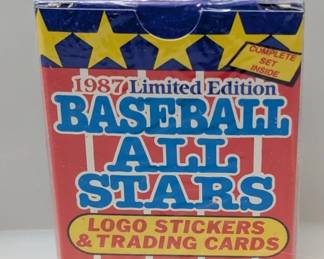 COMPLETE
SET
INSIDE
1987 Limited Edition
BASEBALL
ALL
STARS
LOGO STICKERS
& TRADING CARDS